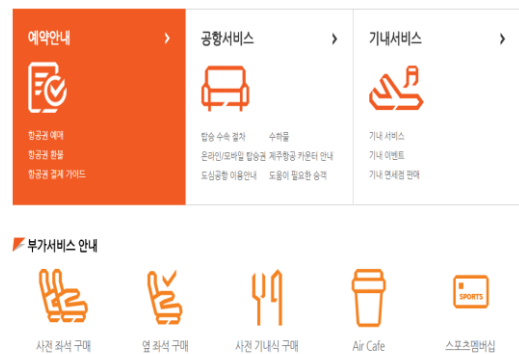 예약안내
항공권 예매
항공권 환불
항공권 결제 가이드
공항서비스
탑승 수속 절차 수하물
온라인/모바일 탑승권 제주항공 카운터 안내
도심공항 이용안내 도움이 필요한 승객
기내서비스
기내 서비스
기내 이벤트
기내 면세점 판매
부가서비스 안내
사전 좌석 구매
옆 좌석 구매
사전 기내식 구매
Air Cafe
SPORTS
스포츠멤버십